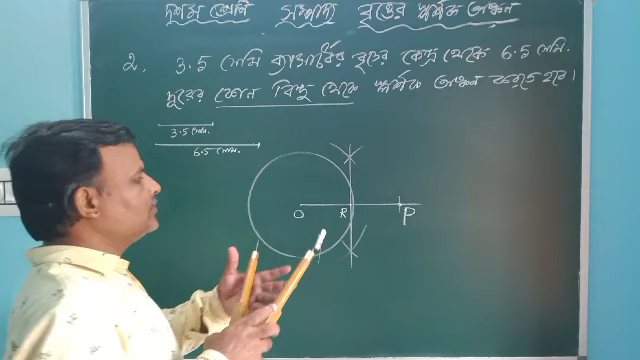 দশম শ্রেণি সম্পাদ্য বৃত্তের স্পর্শক অঙ্কন
2. 3.5 সেমি ব্যাসার্ধের বৃত্তের কেন্দ্র থেকে 6.5 সেমি.
দূরের কোন বিন্দু থেকে স্পর্শক অঙ্কন করতে হবে।
3.5 সেমি.
6.5 সেমি.
O R P